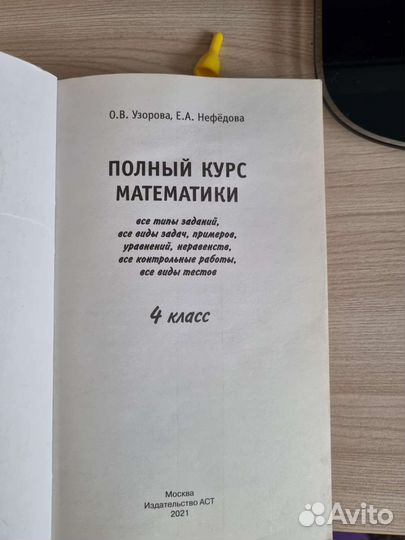 О.В. Узорова, Е.А. Нефёдова
ПОЛНЫЙ КУРС
МАТЕМАТИКИ
все типы заданий,
все виды задач, примеров,
уравнений, неравенств,
все контрольные работы,
все виды тестов
4 класс
Москва
Издательство АСТ
2021
Avito